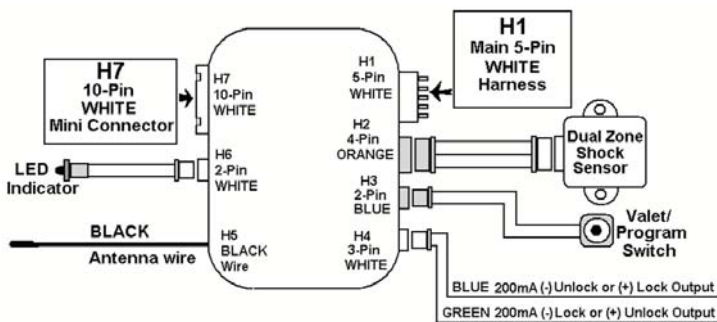 H7
10-Pin
WHITE
Mini Connector
H7
10-Pin
WHITE
H1
5-Pin
WHITE
H1
Main 5-Pin
WHITE
Harness
H2
4-Pin
ORANGE
Dual Zone
Shock
Sensor
LED
Indicator
H6
2-Pin
WHITE
H3
2-Pin
BLUE
Valet/
Program
Switch
BLACK
Antenna wire
H5
BLACK
Wire
H4
3-Pin
WHITE
BLUE 200mA (-) Unlock or (+) Lock Output
GREEN 200mA (-) Lock or (+) Unlock Output